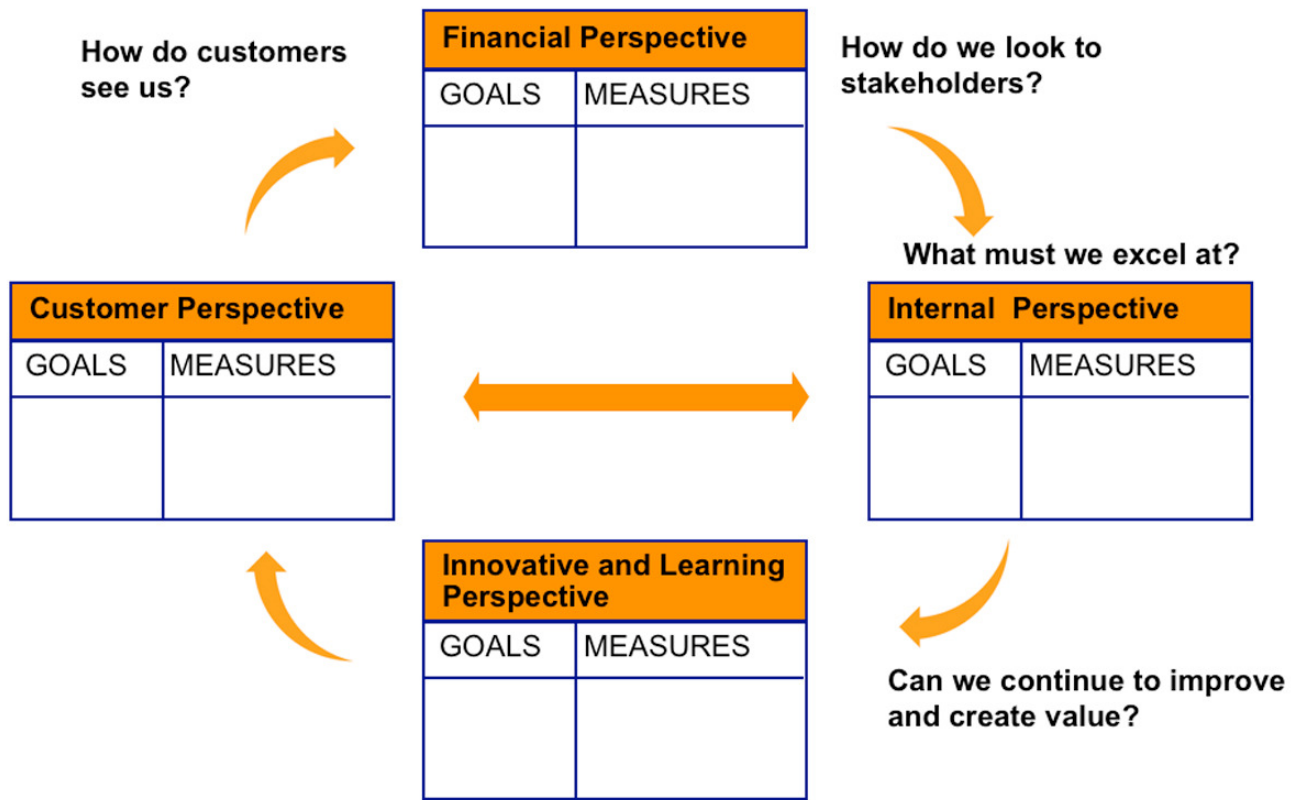 How do customers
see us?
Financial Perspective
GOALS MEASURES
How do we look to
stakeholders?
What must we excel at?
Customer Perspective
GOALS MEASURES
Internal Perspective
GOALS MEASURES
Innovative and Learning
Perspective
GOALS MEASURES
Can we continue to improve
and create value?